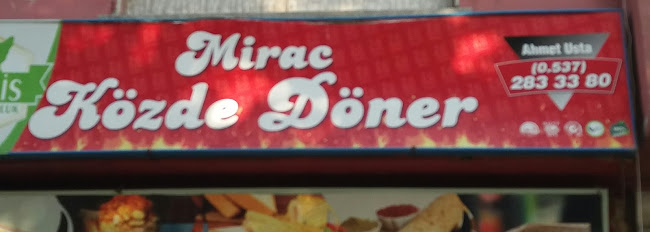 Mirac
Közde Döner
Ahmet Usta
(0.537)
283 33 80